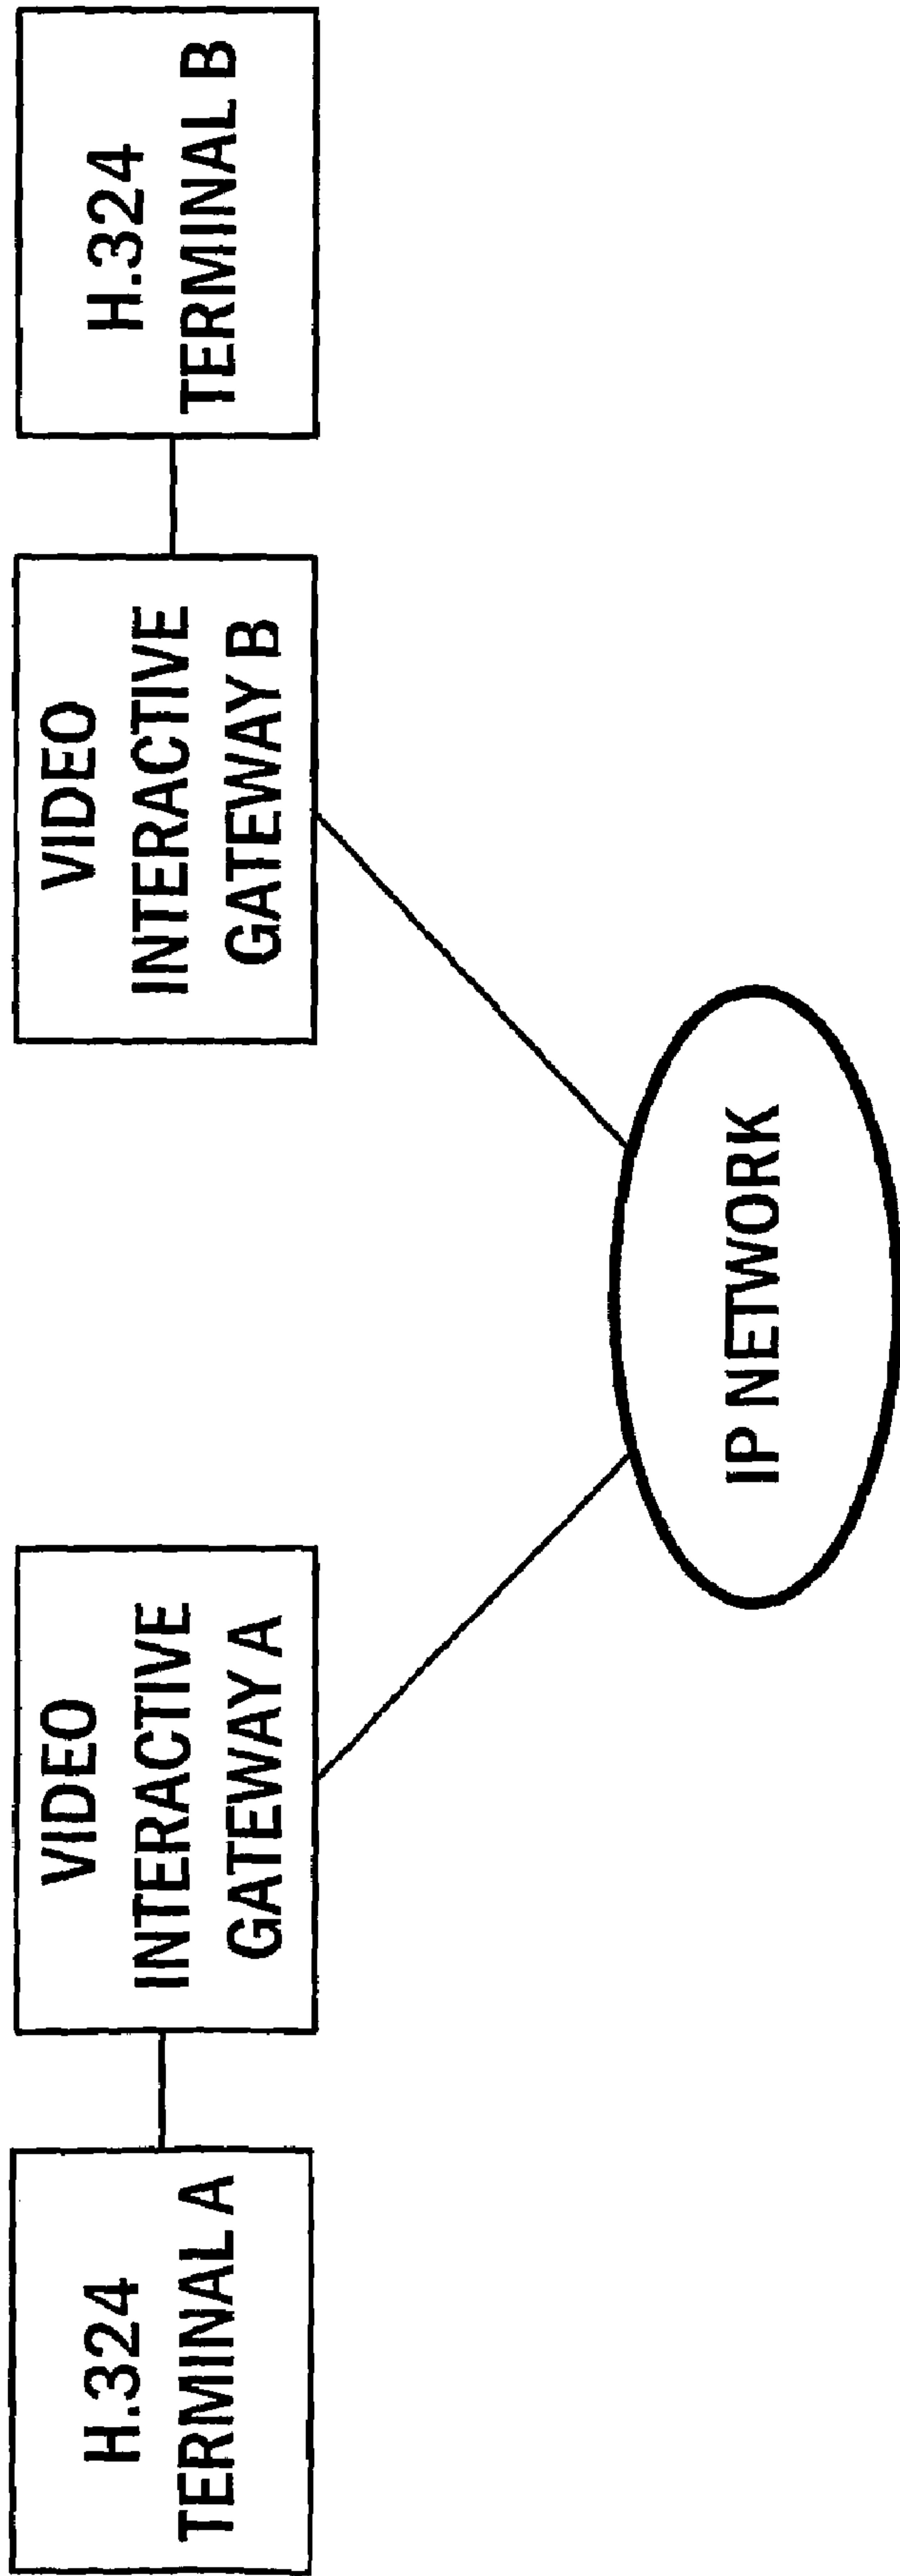 H.324
TERMINAL A
VIDEO
INTERACTIVE
GATEWAY A
IP NETWORK
VIDEO
INTERACTIVE
GATEWAY B
H.324
TERMINAL B